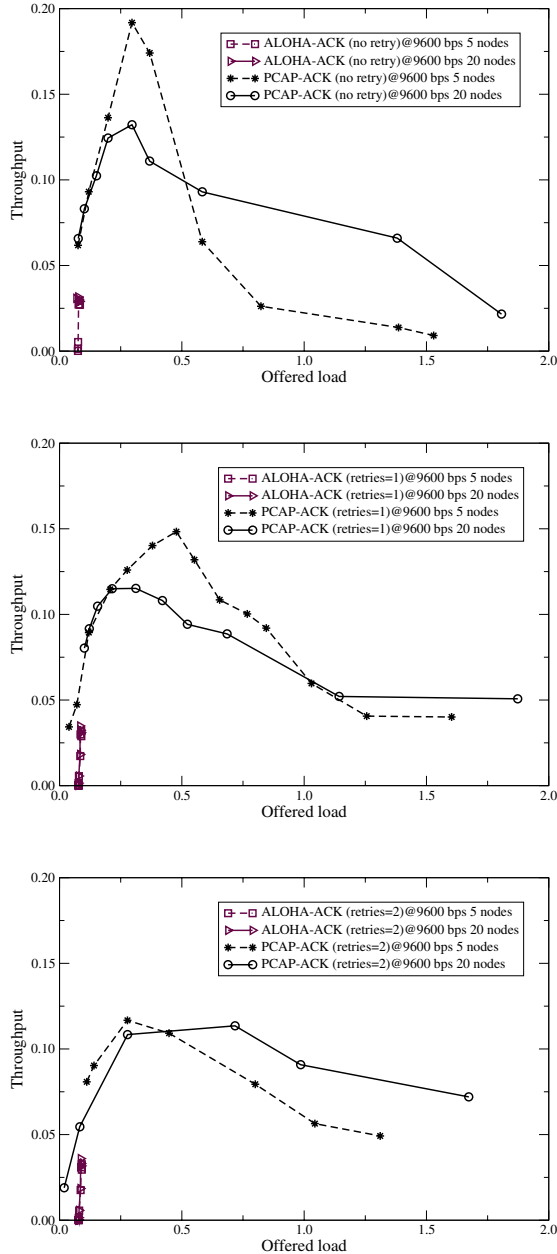 0.20
ALOHA-ACK (no retry)@9600 bps 5 nodes
ALOHA-ACK (no retry)@9600 bps 20 nodes
PCAP-ACK (no retry)@9600 bps 5 nodes
PCAP-ACK (no retry)@9600 bps 20 nodes
0.15
Throughput
0.10
0.05
0.00
0.0 0.5 1.0 1.5 2.0
Offered load
0.20
ALOHA-ACK (retries=1)@9600 bps 5 nodes
ALOHA-ACK (retries=1)@9600 bps 20 nodes
PCAP-ACK (retries=1)@9600 bps 5 nodes
PCAP-ACK (retries=1)@9600 bps 20 nodes
0.15
Throughput
0.10
0.05
0.00
0.0 0.5 1.0 1.5 2.0
Offered load
0.20
ALOHA-ACK (retries=2)@9600 bps 5 nodes
ALOHA-ACK (retries=2)@9600 bps 20 nodes
PCAP-ACK (retries=2)@9600 bps 5 nodes
PCAP-ACK (retries=2)@9600 bps 20 nodes
0.15
Throughput
0.10
0.05
0.00
0.0 0.5 1.0 1.5 2.0
Offered load